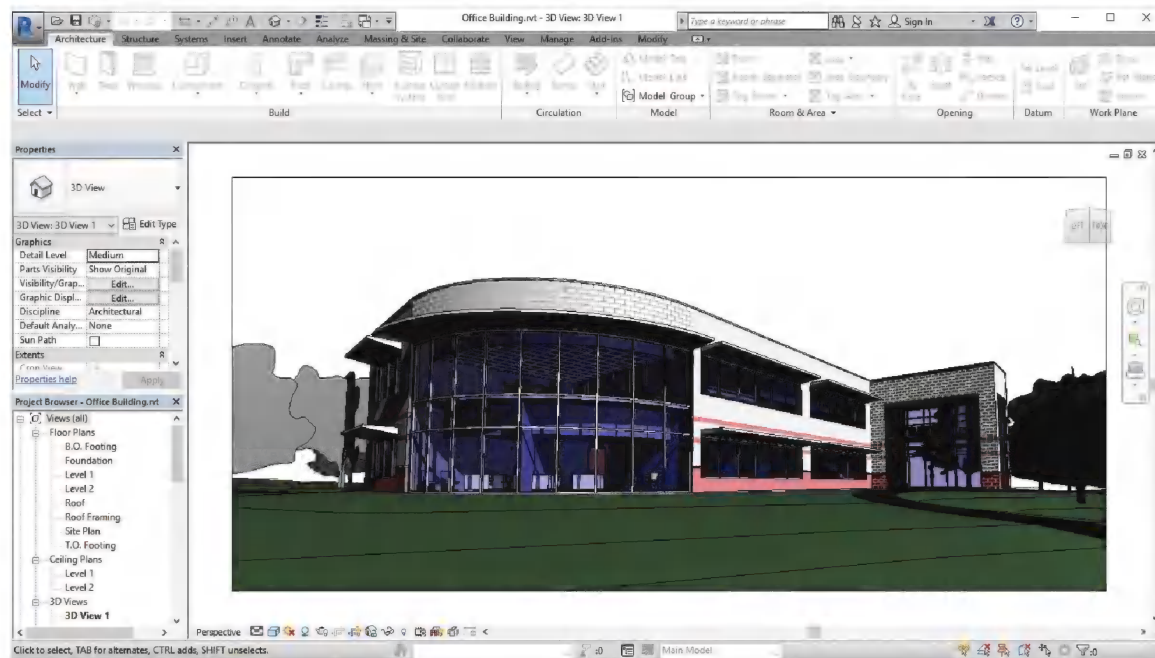 Office Building.rvt - 3D View: 3D View 1
Type a keyword or phrase
Sign In
Architecture Structure Systems Insert Annotate Analyze Massing & Site Collaborate View Manage Add-Ins Modify
Modify
Model Group
Select
Build
Circulation
Model
Room & Area
Opening
Datum
Work Plane
Properties
3D View
3D View: 3D View 1
Edit Type
Graphics
Detail Level Medium
Parts Visibility Show Original
Visibility/Grap... Edit...
Graphic Displ... Edit...
Discipline Architectural
Default Analy... None
Sun Path
Extents
Crop View
Properties help
Apply
Project Browser - Office Building.rvt
Views (all)
Floor Plans
B.O. Footing
Foundation
Level 1
Level 2
Roof
Roof Framing
Site Plan
T.O. Footing
Ceiling Plans
Level 1
Level 2
3D Views
3D View 1
Perspective
Click to select, TAB for alternates, CTRL adds, SHIFT unselects.
:0
Main Model
:0